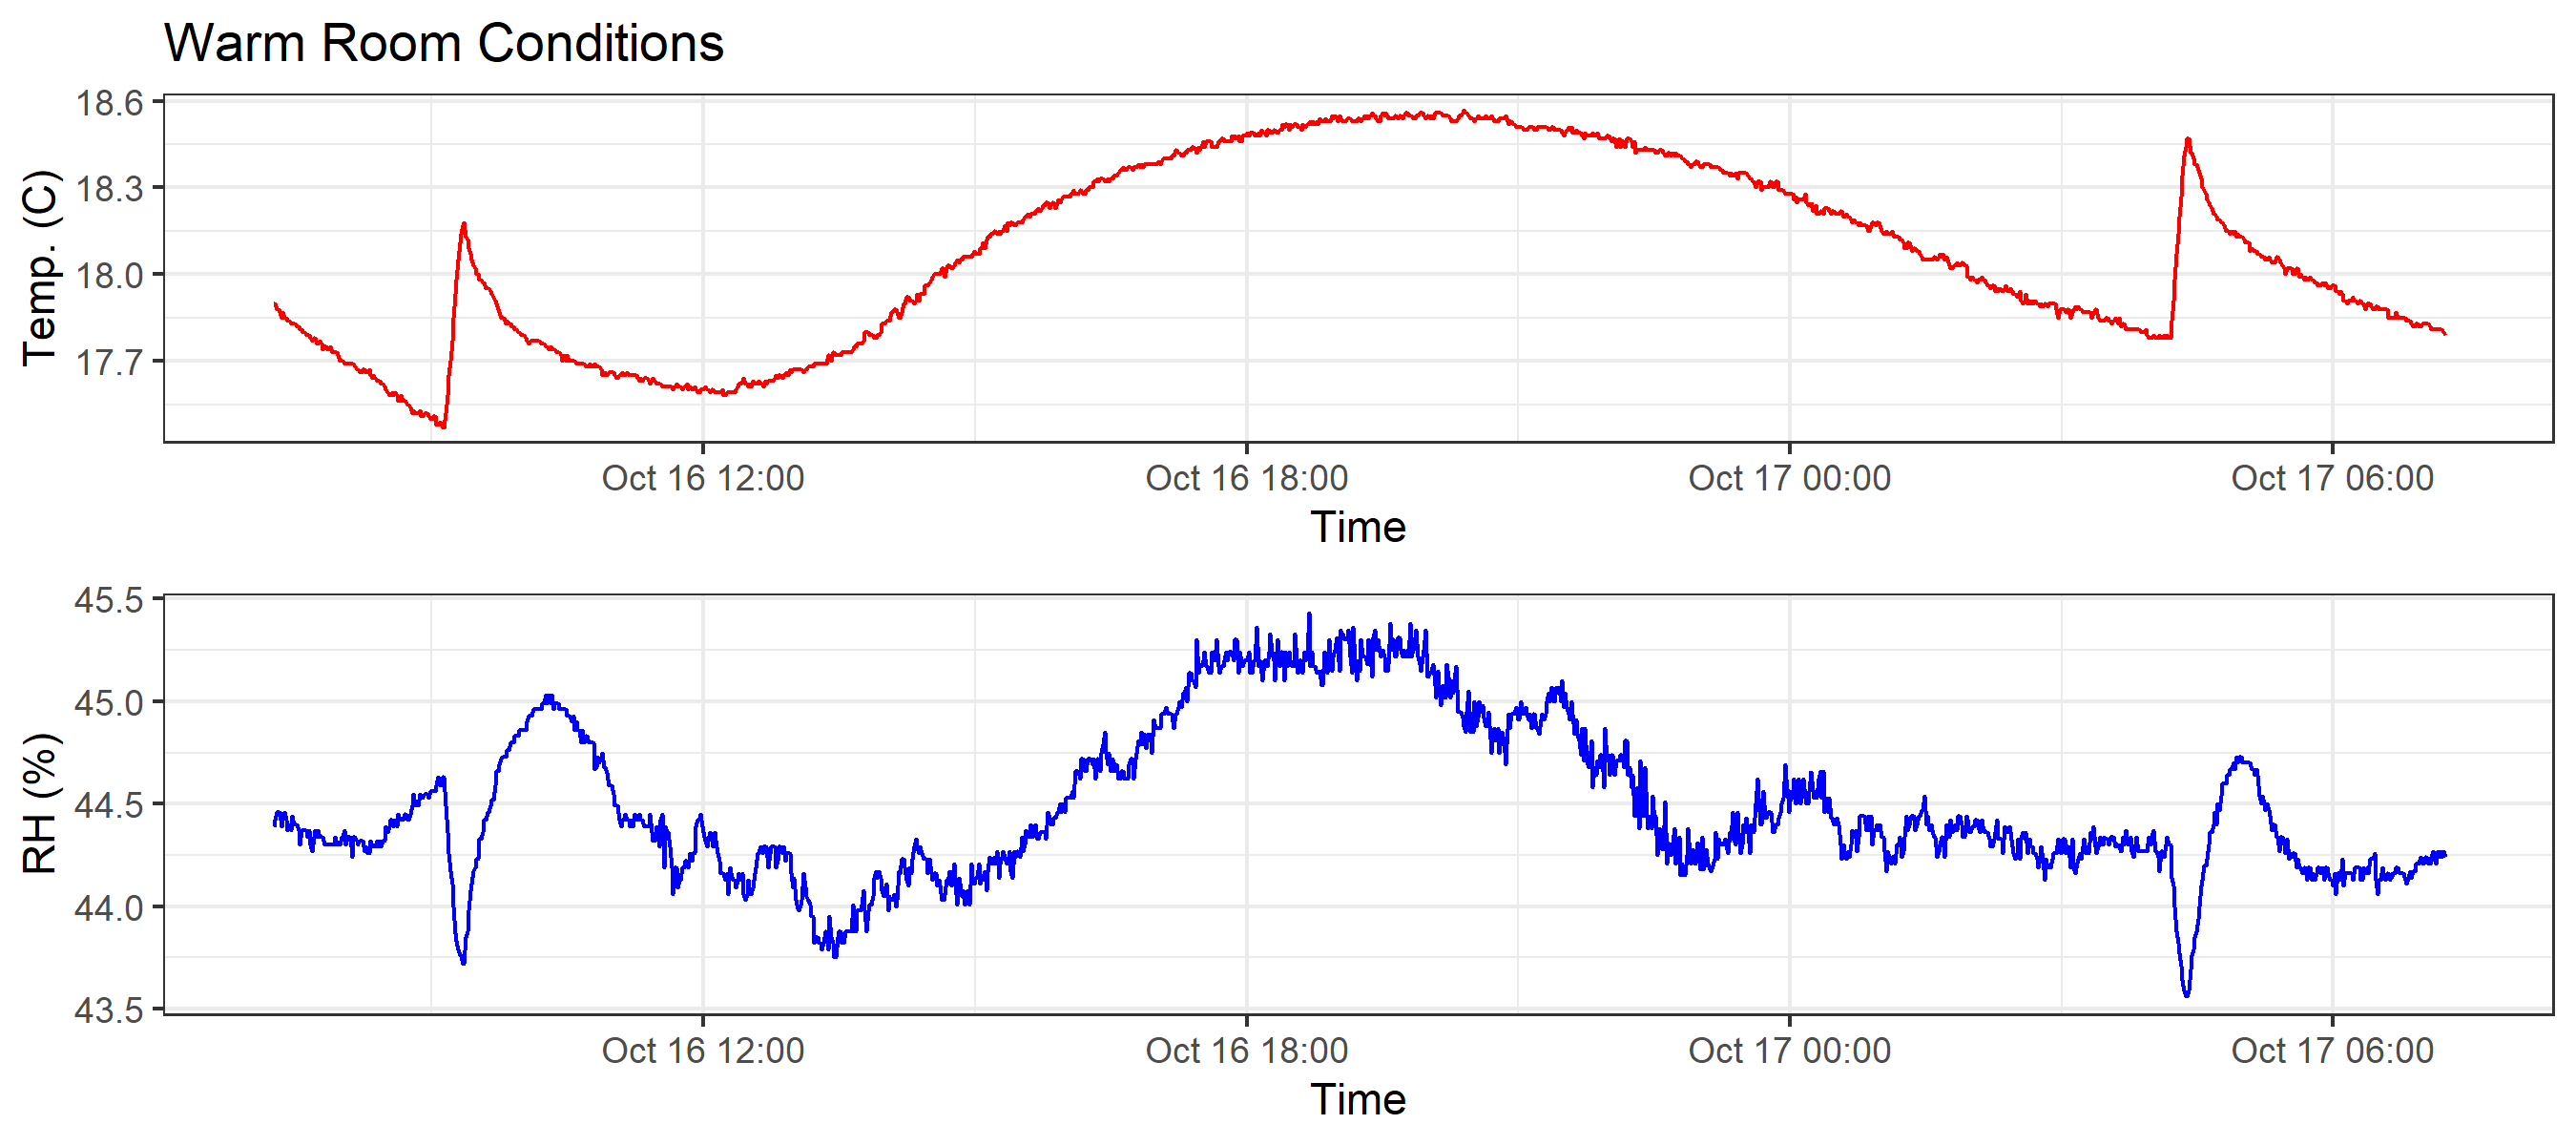 Warm Room Conditions
Temp. (C)
18.6
18.3
18.0
17.7
Oct 16 12:00 Oct 16 18:00 Oct 17 00:00 Oct 17 06:00
Time
RH (%)
45.5
45.0
44.5
44.0
43.5
Oct 16 12:00 Oct 16 18:00 Oct 17 00:00 Oct 17 06:00
Time